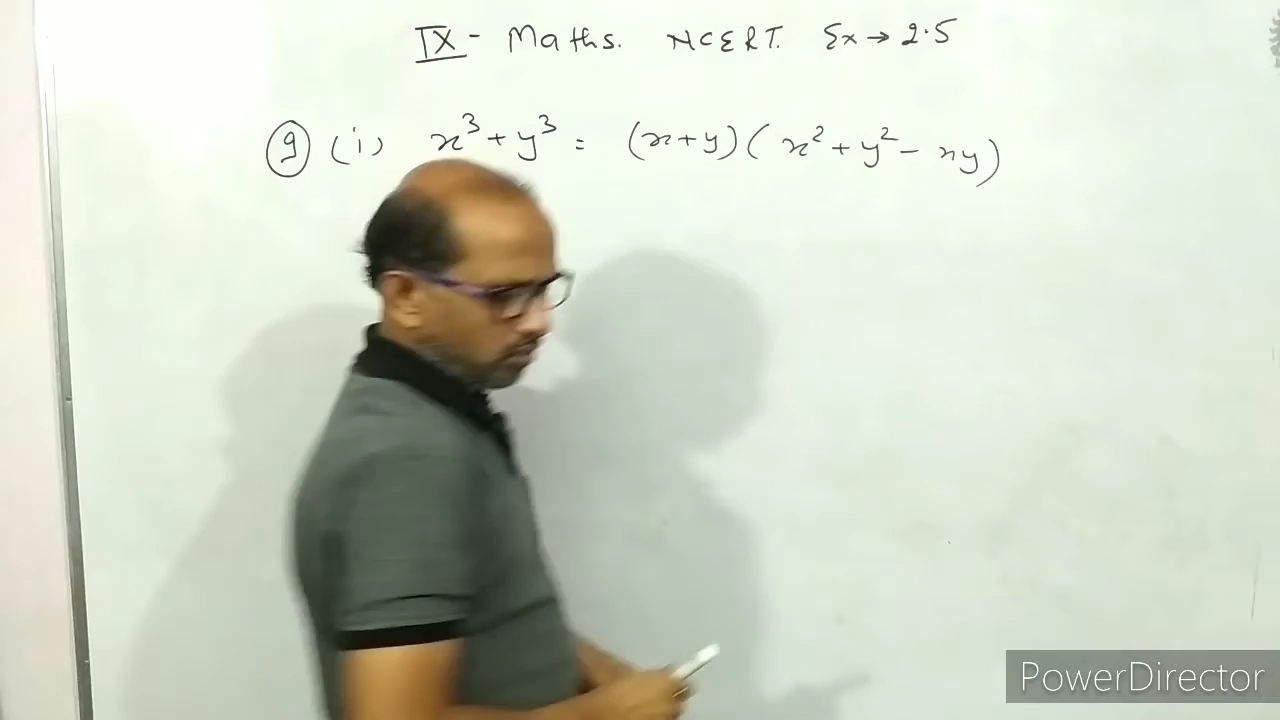 IX - Maths. NCERT. Ex → 2.5
9 (i) x³ + y³ = (x + y) ( x² + y² - xy)
PowerDirector